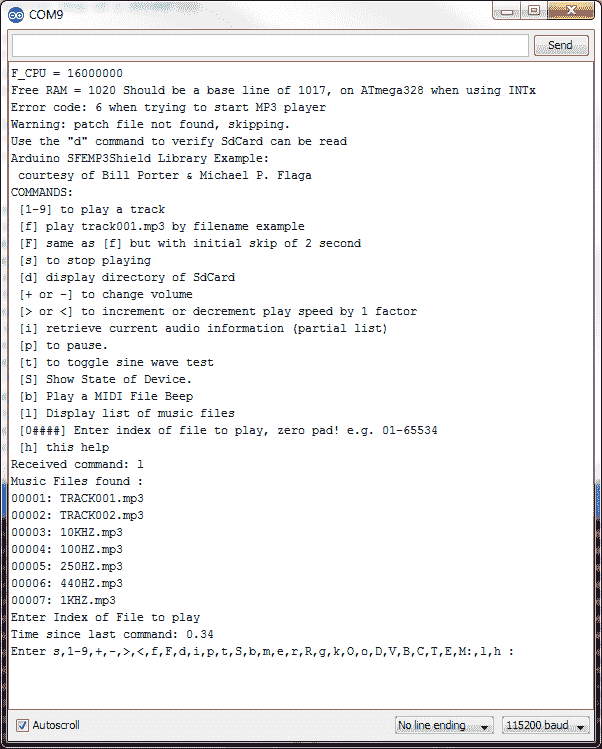 COM9
Send
F_CPU = 16000000
Free RAM = 1020 Should be a base line of 1017, on ATmega328 when using INTx
Error code: 6 when trying to start MP3 player
Warning: patch file not found, skipping.
Use the "d" command to verify SdCard can be read
Arduino SFEMP3Shield Library Example:
 courtesy of Bill Porter & Michael P. Flaga
COMMANDS:
 [1-9] to play a track
 [f] play track001.mp3 by filename example
 [F] same as [f] but with initial skip of 2 second
 [s] to stop playing
 [d] display directory of SdCard
 [+ or -] to change volume
 [> or <] to increment or decrement play speed by 1 factor
 [i] retrieve current audio information (partial list)
 [p] to pause.
 [t] to toggle sine wave test
 [S] Show State of Device.
 [b] Play a MIDI File Beep
 [l] Display list of music files
 [0####] Enter index of file to play, zero pad! e.g. 01-65534
 [h] this help
Received command: l
Music Files found :
00001: TRACK001.mp3
00002: TRACK002.mp3
00003: 10KHZ.mp3
00004: 100HZ.mp3
00005: 250HZ.mp3
00006: 440HZ.mp3
00007: 1KHZ.mp3
Enter Index of File to play
Time since last command: 0.34
Enter s,1-9,+,-,>,<,f,F,d,i,p,t,S,b,m,e,r,R,g,k,O,o,D,V,B,C,T,E,M:,l,h :
Autoscroll
No line ending
115200 baud